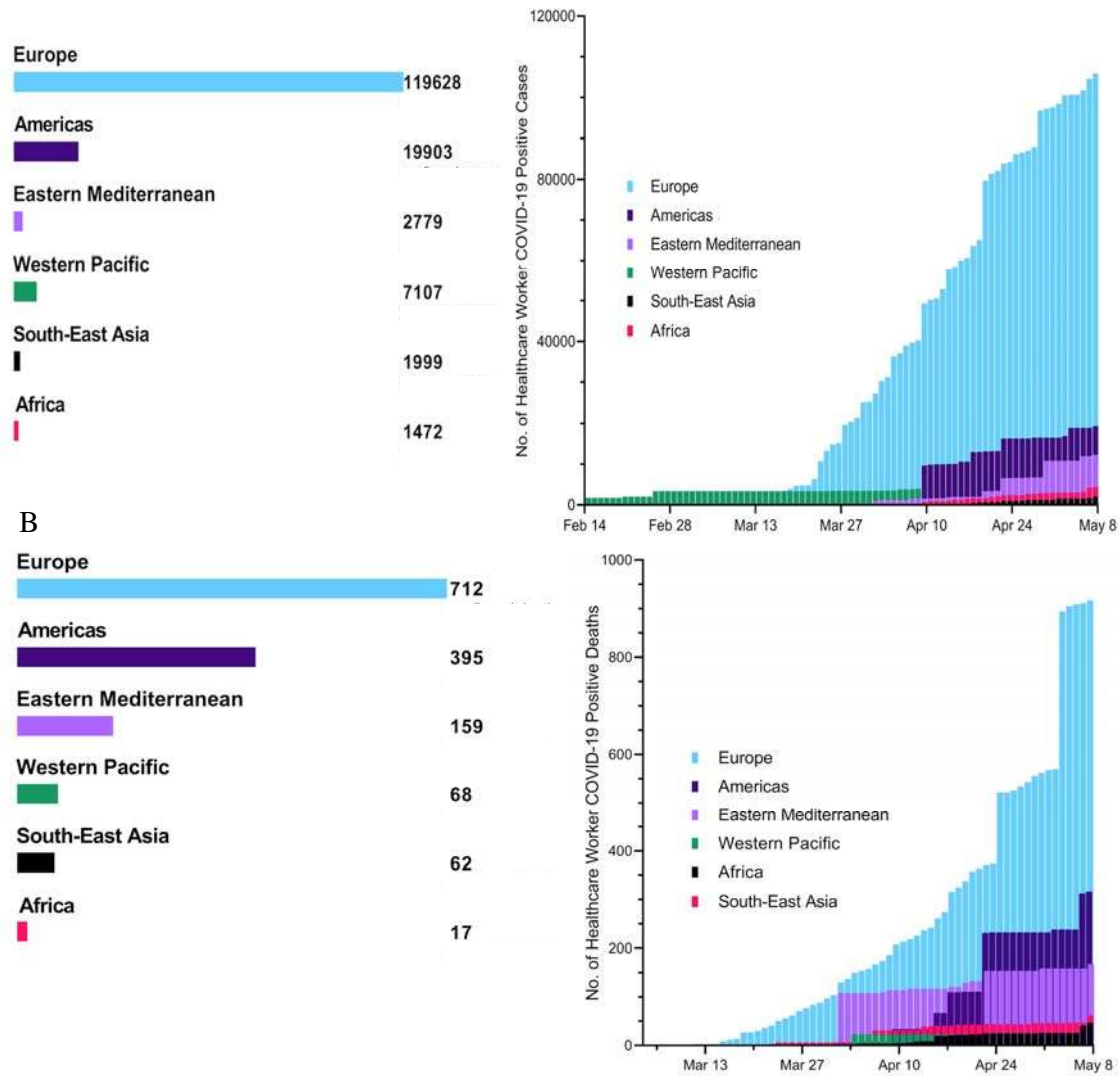 Europe
119628
Americas
19903
Eastern Mediterranean
2779
Western Pacific
7107
South-East Asia
1999
Africa
1472
No. of Healthcare Worker COVID-19 Positive Cases
120000
80000
40000
0
Europe
Americas
Eastern Mediterranean
Western Pacific
South-East Asia
Africa
Feb 14 Feb 28 Mar 13 Mar 27 Apr 10 Apr 24 May 8
B
Europe
712
Americas
395
Eastern Mediterranean
159
Western Pacific
68
South-East Asia
62
Africa
17
No. of Healthcare Worker COVID-19 Positive Deaths
1000
800
600
400
200
0
Europe
Americas
Eastern Mediterranean
Western Pacific
Africa
South-East Asia
Mar 13 Mar 27 Apr 10 Apr 24 May 8